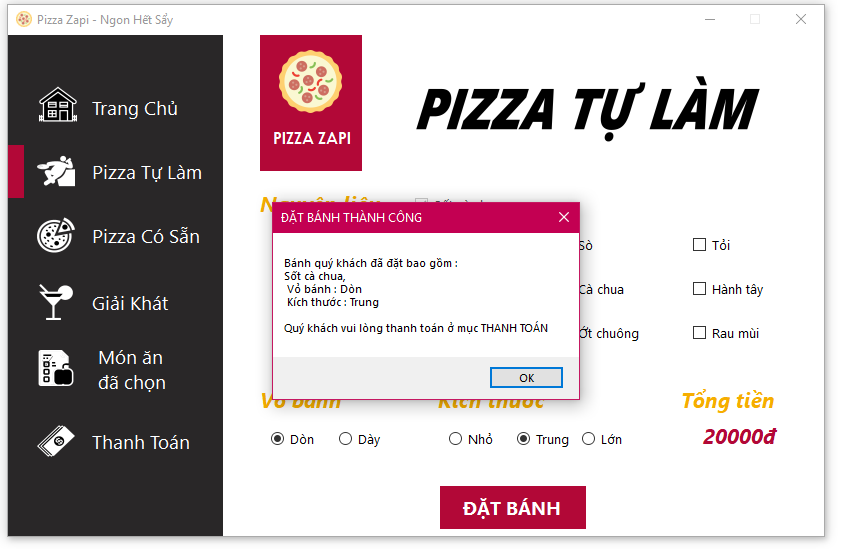 Pizza Zapi - Ngon Hết Sẩy
Trang Chủ
Pizza Tự Làm
Pizza Có Sẵn
Giải Khát
Món ăn
đã chọn
Thanh Toán
PIZZA ZAPI
PIZZA TỰ LÀM
ĐẶT BÁNH THÀNH CÔNG
Bánh quý khách đã đặt bao gồm :
Sốt cà chua,
Vỏ bánh : Dòn
Kích thước : Trung
Quý khách vui lòng thanh toán ở mục THANH TOÁN
OK
Sò
Tỏi
Cà chua
Hành tây
Ớt chuông
Rau mùi
Vỏ bánh
Kích thước
Tổng tiền
Dòn
Dày
Nhỏ
Trung
Lớn
20000đ
ĐẶT BÁNH